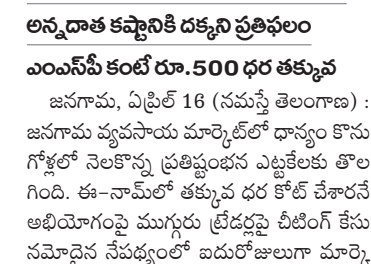 అన్నదాత కష్టానికి దక్కని ప్రతిఫలం
ఎంఎస్‌పీ కంటే రూ.500 ధర తక్కువ
జనగామ, ఏప్రిల్ 16 (నమస్తే తెలంగాణ) :
జనగామ వ్యవసాయ మార్కెట్‌లో ధాన్యం కొను
గోళ్లలో నెలకొన్న ప్రతిష్టంభన ఎట్టకేలకు తొల
గింది. ఈ-నామ్‌లో తక్కువ ధర కోట్ చేశారనే
అభియోగంపై ముగ్గురు ట్రేడర్లపై చీటింగ్ కేసు
నమోదైన నేపథ్యంలో ఐదురోజులుగా మార్కె